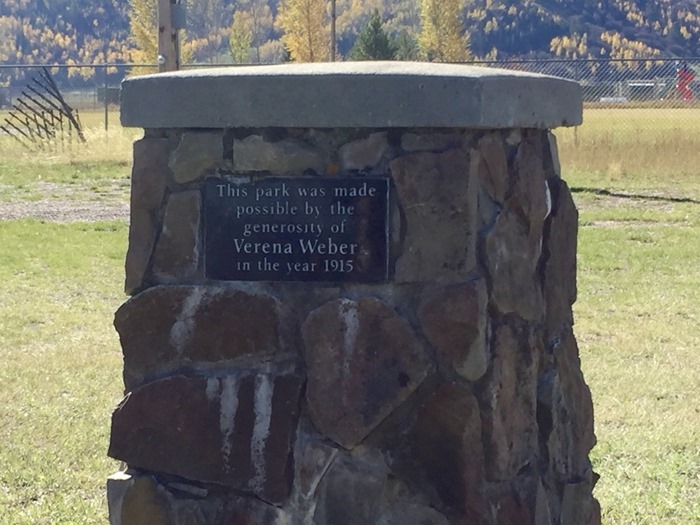 This park was made
possible by the
generosity of
Verena Weber
in the year 1915